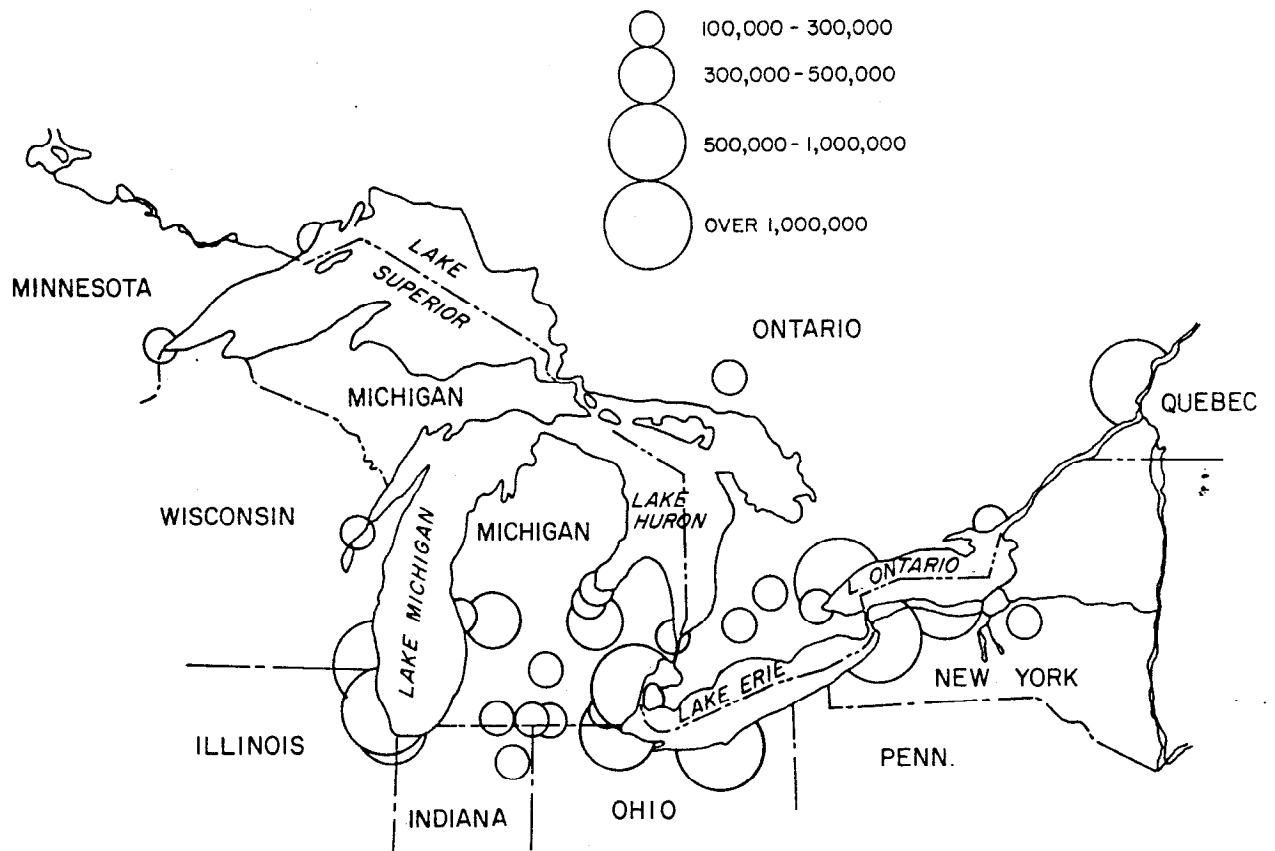 100,000 - 300,000
300,000 - 500,000
500,000 - 1,000,000
OVER 1,000,000
MINNESOTA
LAKE
SUPERIOR
ONTARIO
MICHIGAN
QUEBEC
WISCONSIN
LAKE MICHIGAN
MICHIGAN
LAKE
HURON
ONTARIO
LAKE ERIE
NEW YORK
ILLINOIS
PENN.
INDIANA
OHIO